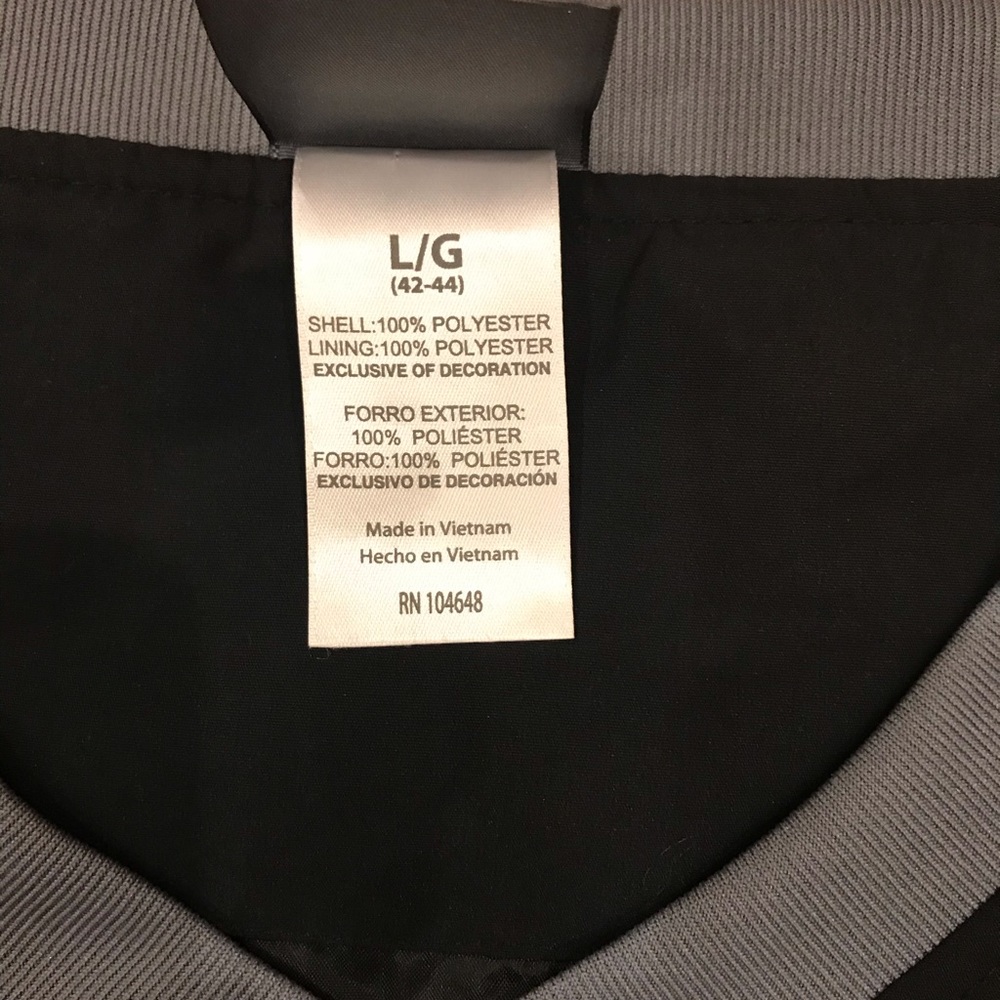 L/G
(42-44)
SHELL:100% POLYESTER
LINING:100% POLYESTER
EXCLUSIVE OF DECORATION
FORRO EXTERIOR:
100% POLIÉSTER
FORRO:100% POLIÉSTER
EXCLUSIVO DE DECORACIÓN
Made in Vietnam
Hecho en Vietnam
RN 104648